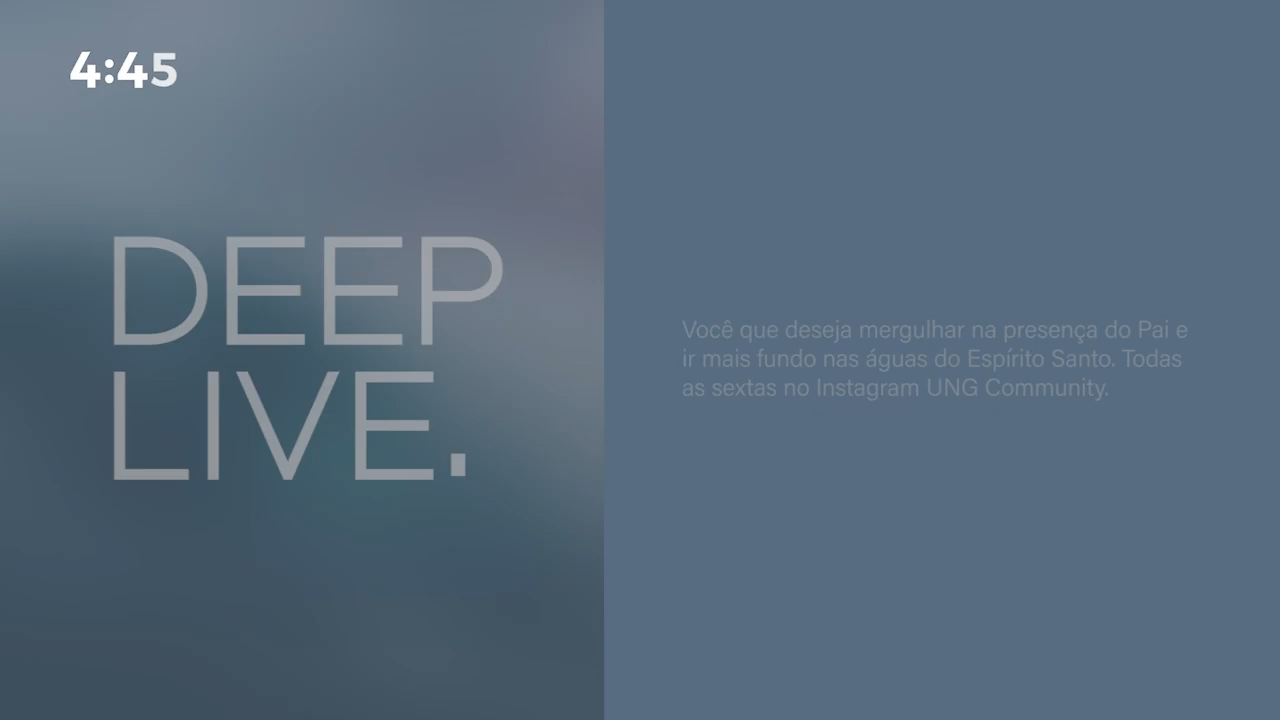 4:45
DEEP
LIVE.
Você que deseja mergulhar na presença do Pai e
ir mais fundo nas águas do Espírito Santo. Todas
as sextas no Instagram UNG Community.